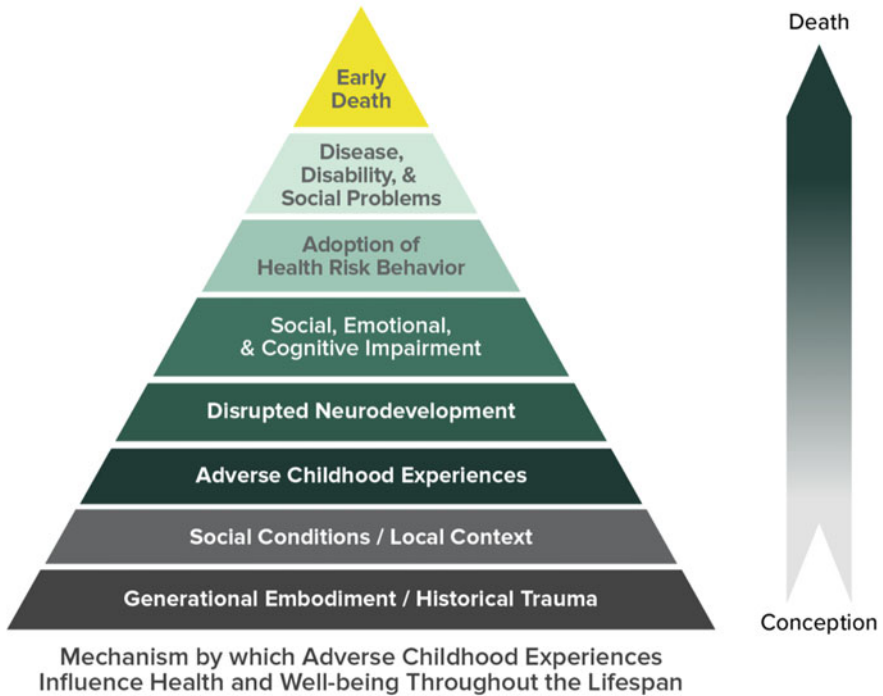 Death
Early
Death
Disease,
Disability, &
Social Problems
Adoption of
Health Risk Behavior
Social, Emotional,
& Cognitive Impairment
Disrupted Neurodevelopment
Adverse Childhood Experiences
Social Conditions / Local Context
Generational Embodiment / Historical Trauma
Conception
Mechanism by which Adverse Childhood Experiences
Influence Health and Well-being Throughout the Lifespan